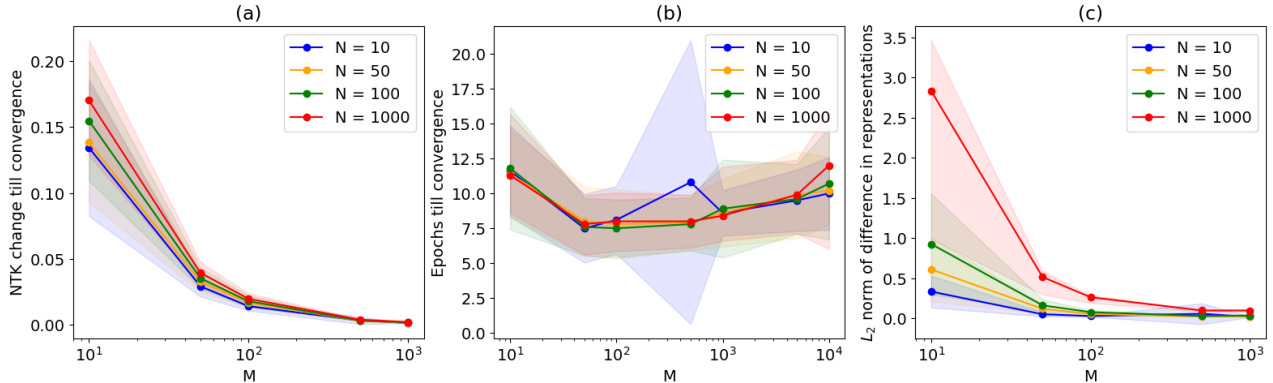 (a)
NTK change till convergence
0.20
0.15
0.10
0.05
0.00
N = 10
N = 50
N = 100
N = 1000
10¹
10²
10³
M
(b)
Epochs till convergence
20.0
17.5
15.0
12.5
10.0
7.5
5.0
2.5
0.0
N = 10
N = 50
N = 100
N = 1000
10¹
10²
10³
10⁴
M
(c)
L₂ norm of difference in representations
3.5
3.0
2.5
2.0
1.5
1.0
0.5
0.0
N = 10
N = 50
N = 100
N = 1000
10¹
10²
10³
M